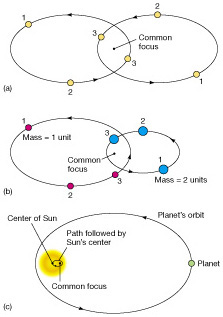 1
2
3
Common
focus
3
2
1
(a)
1
Mass = 1 unit
3
2
Common
focus
1
2
3
Mass = 2 units
(b)
Center of Sun
Planet's orbit
Path followed by
Sun's center
Planet
Common focus
(c)